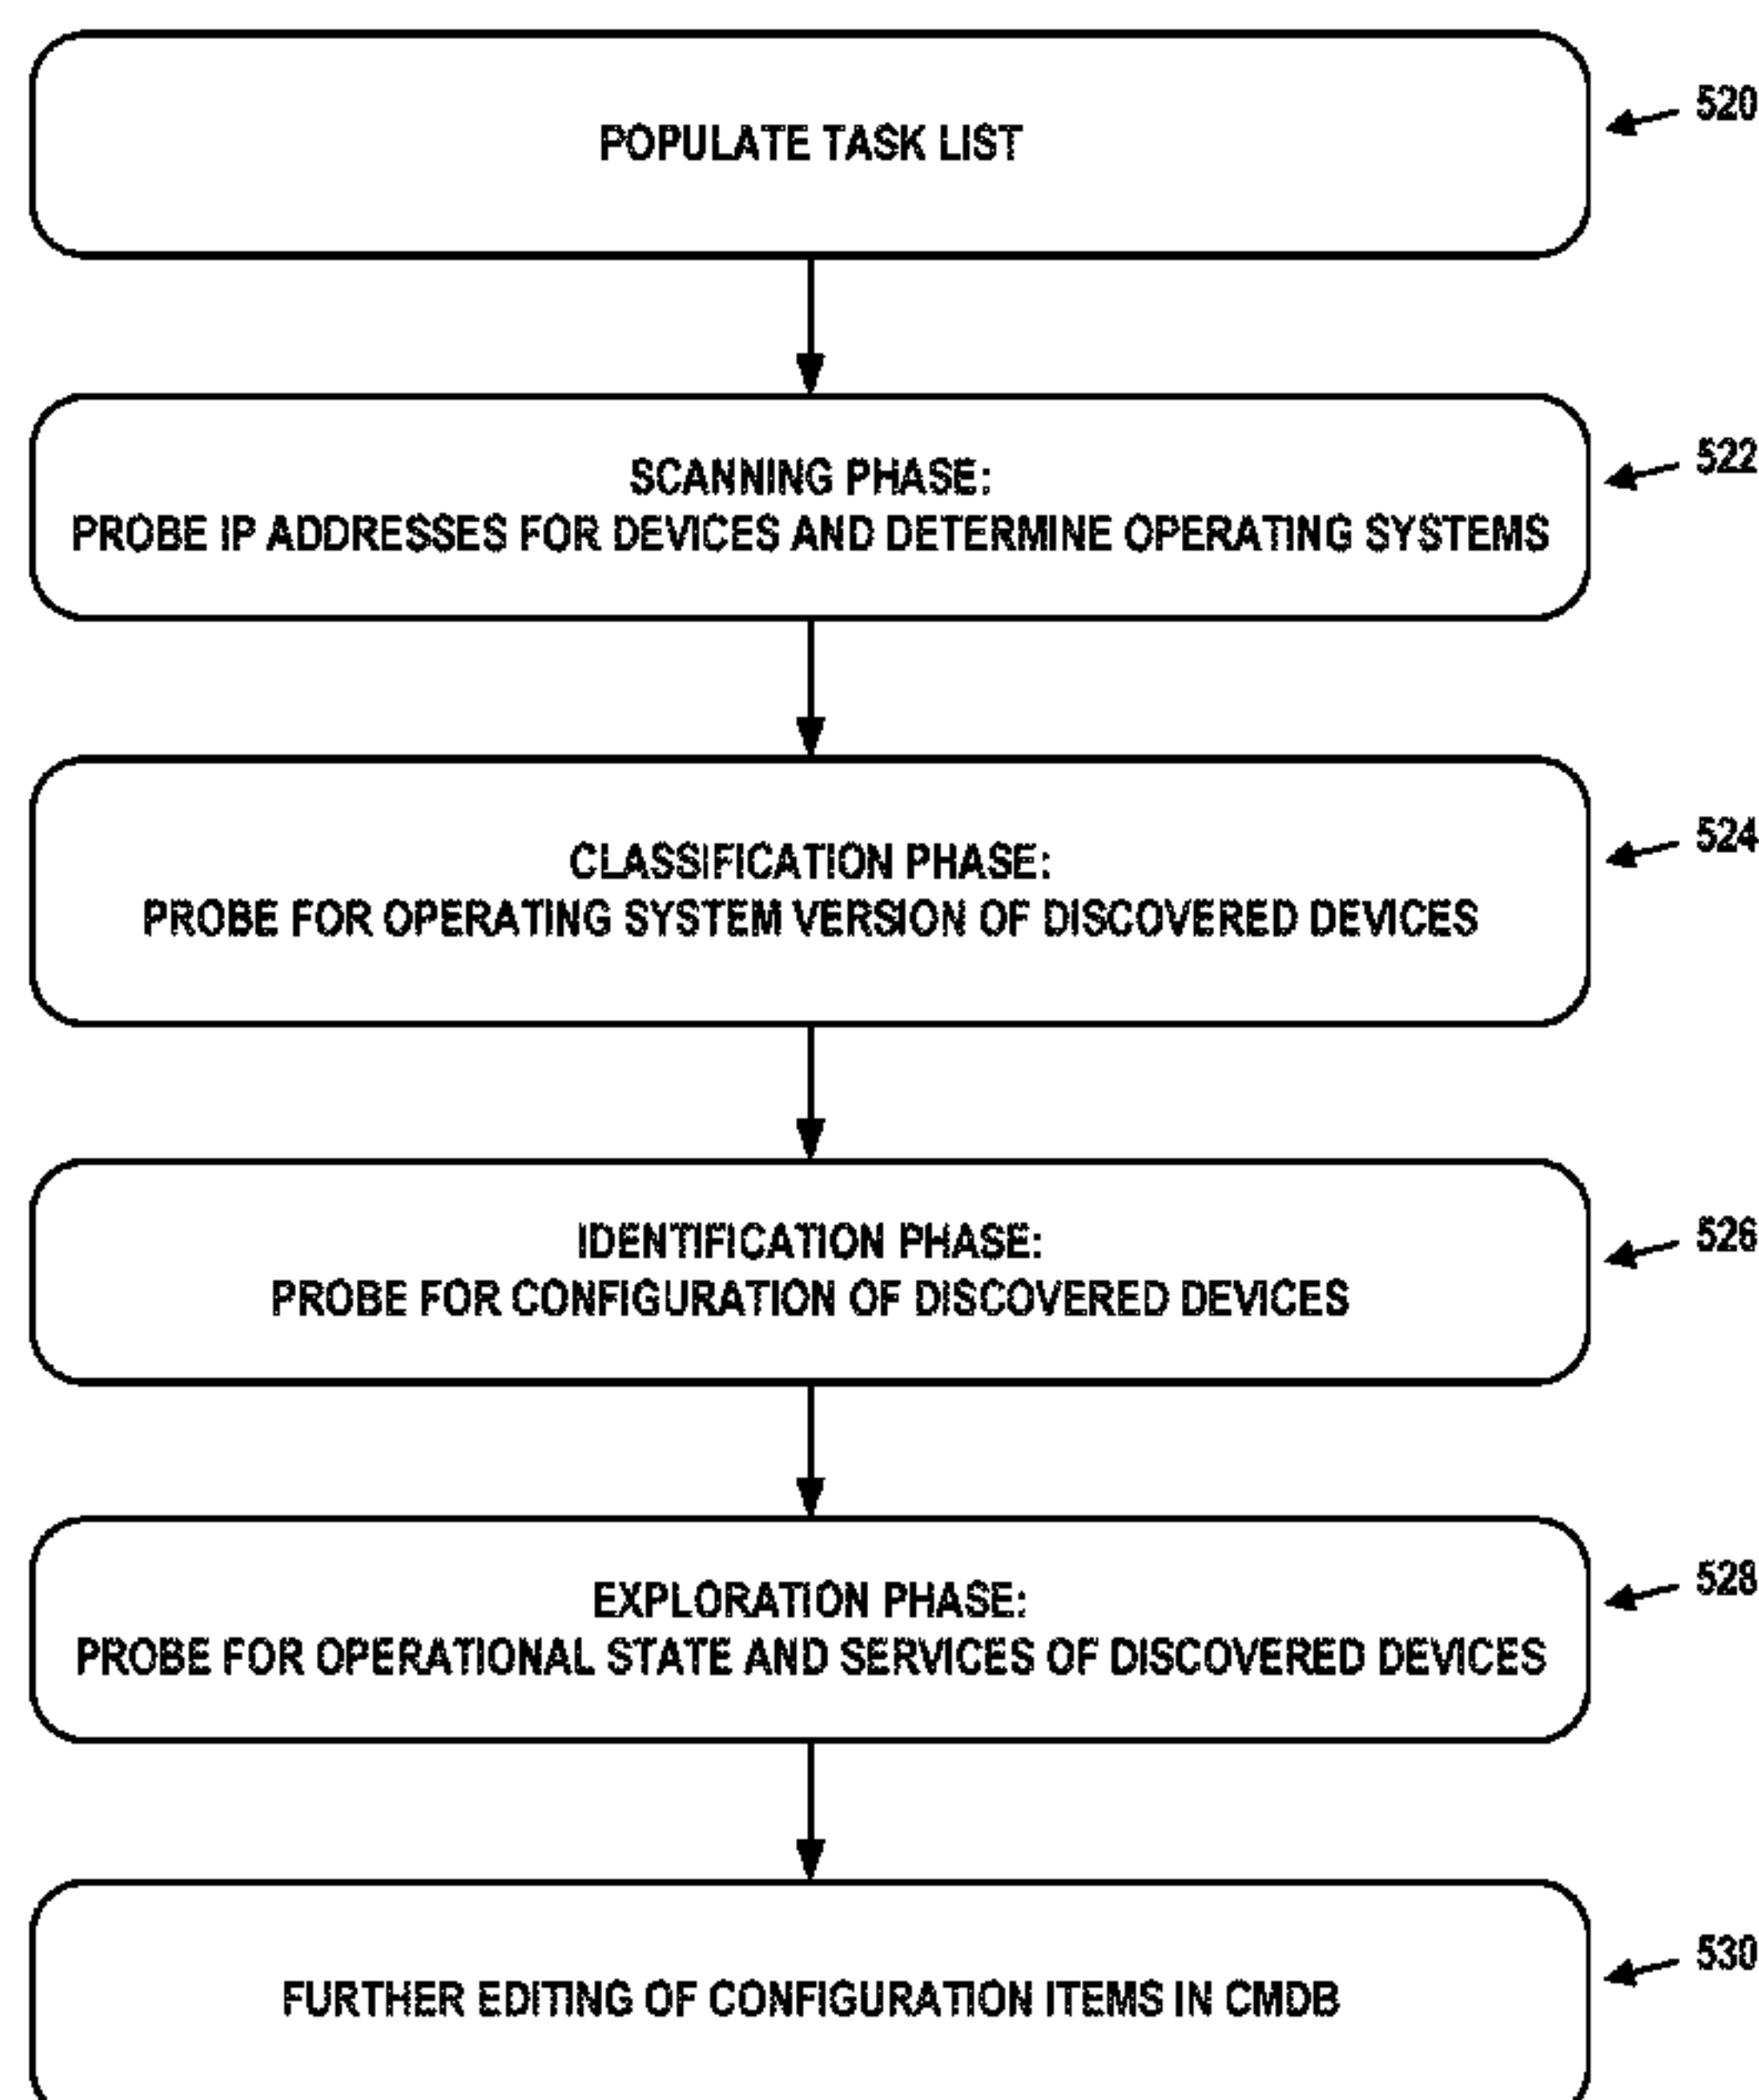 POPULATE TASK LIST
520
SCANNING PHASE:
PROBE IP ADDRESSES FOR DEVICES AND DETERMINE OPERATING SYSTEMS
522
CLASSIFICATION PHASE:
PROBE FOR OPERATING SYSTEM VERSION OF DISCOVERED DEVICES
524
IDENTIFICATION PHASE:
PROBE FOR CONFIGURATION OF DISCOVERED DEVICES
526
EXPLORATION PHASE:
PROBE FOR OPERATIONAL STATE AND SERVICES OF DISCOVERED DEVICES
528
FURTHER EDITING OF CONFIGURATION ITEMS IN CMDB
530